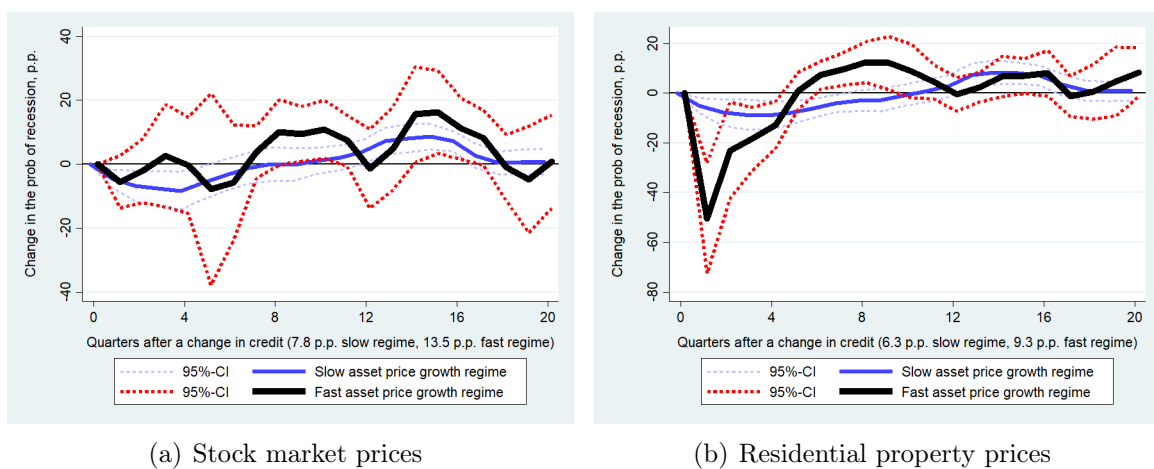 Change in the prob of recession, p.p.
40
20
0
-20
-40
0 4 8 12 16 20
Quarters after a change in credit (7.8 p.p. slow regime, 13.5 p.p. fast regime)
95%-CI Slow asset price growth regime
95%-CI Fast asset price growth regime
(a) Stock market prices
Change in the prob of recession, p.p.
20
0
-20
-40
-60
-80
0 4 8 12 16 20
Quarters after a change in credit (6.3 p.p. slow regime, 9.3 p.p. fast regime)
95%-CI Slow asset price growth regime
95%-CI Fast asset price growth regime
(b) Residential property prices